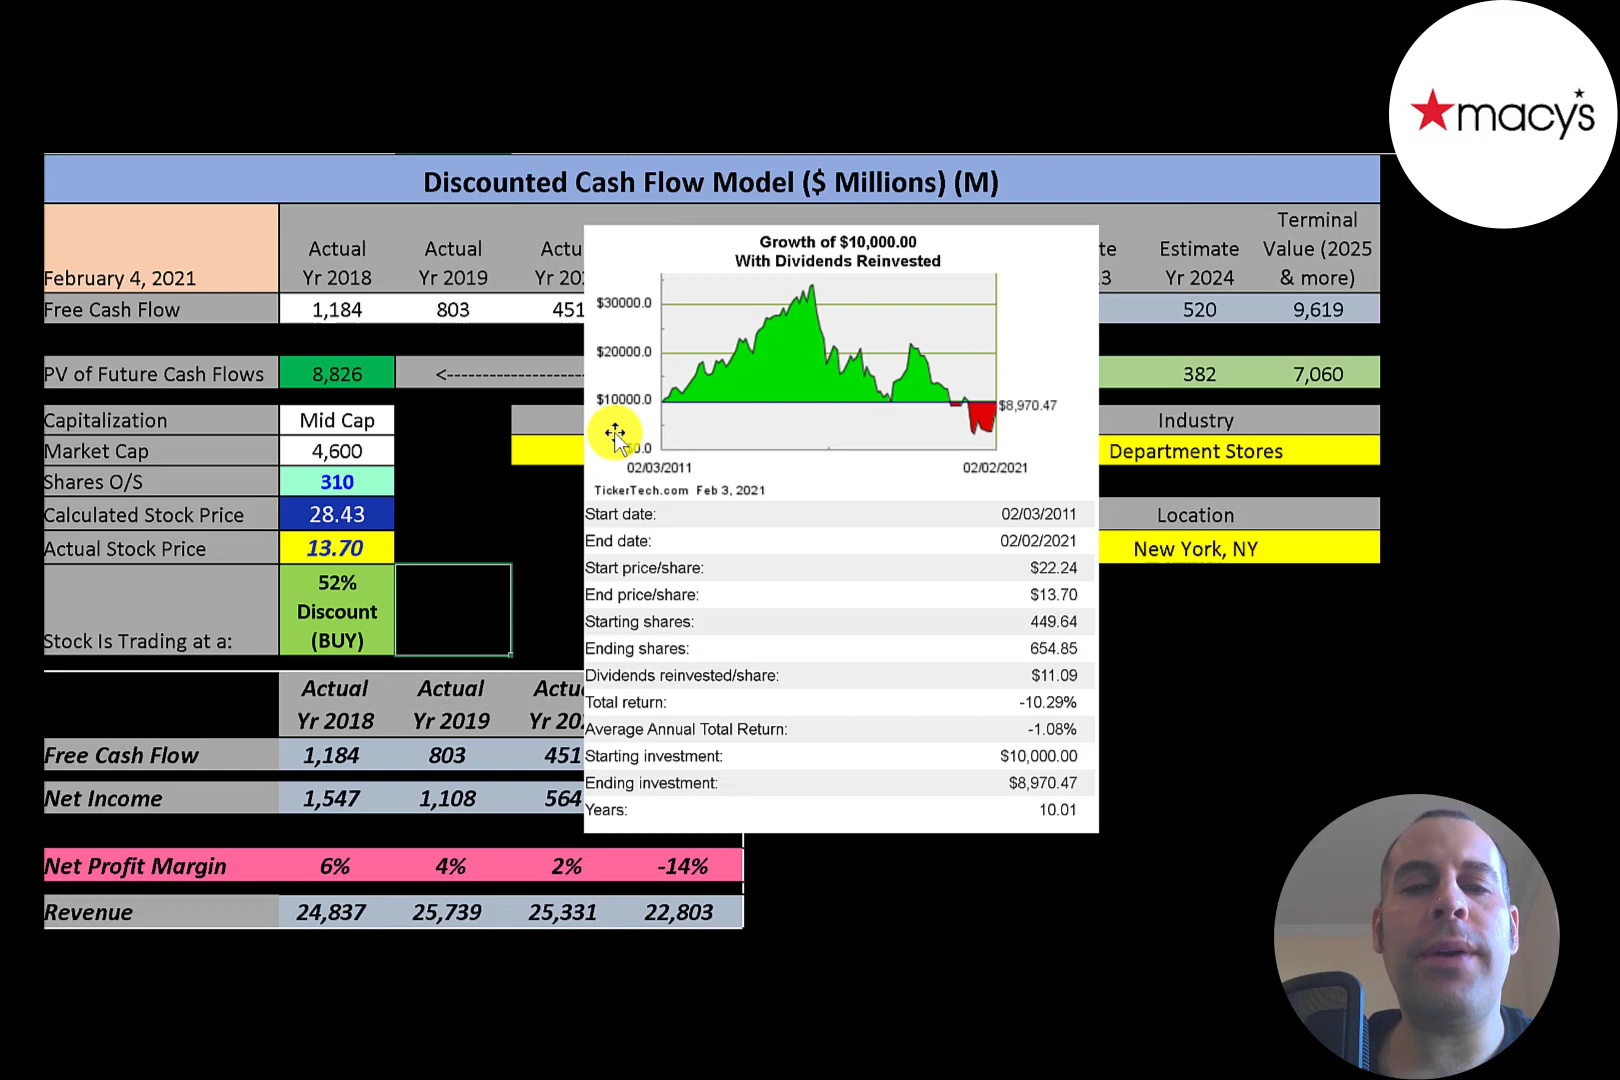 macy's
Discounted Cash Flow Model ($ Millions) (M)
February 4, 2021
Actual Yr 2018
Actual Yr 2019
Estimate Yr 2024
Terminal Value (2025 & more)
Free Cash Flow 1,184 803 451 520 9,619
PV of Future Cash Flows 8,826 <--------------- 382 7,060
Capitalization Mid Cap Industry
Market Cap 4,600 Department Stores
Shares O/S 310
Calculated Stock Price 28.43 Location
Actual Stock Price 13.70 New York, NY
Stock Is Trading at a: 52% Discount (BUY)
Actual Yr 2018
Actual Yr 2019
Free Cash Flow 1,184 803 451
Net Income 1,547 1,108 564
Net Profit Margin 6% 4% 2% -14%
Revenue 24,837 25,739 25,331 22,803
Growth of $10,000.00
With Dividends Reinvested
$30000.0
$20000.0
$10000.0
$8,970.47
02/03/2011 02/02/2021
TickerTech.com Feb 3, 2021
Start date: 02/03/2011
End date: 02/02/2021
Start price/share: $22.24
End price/share: $13.70
Starting shares: 449.64
Ending shares: 654.85
Dividends reinvested/share: $11.09
Total return: -10.29%
Average Annual Total Return: -1.08%
Starting investment: $10,000.00
Ending investment: $8,970.47
Years: 10.01